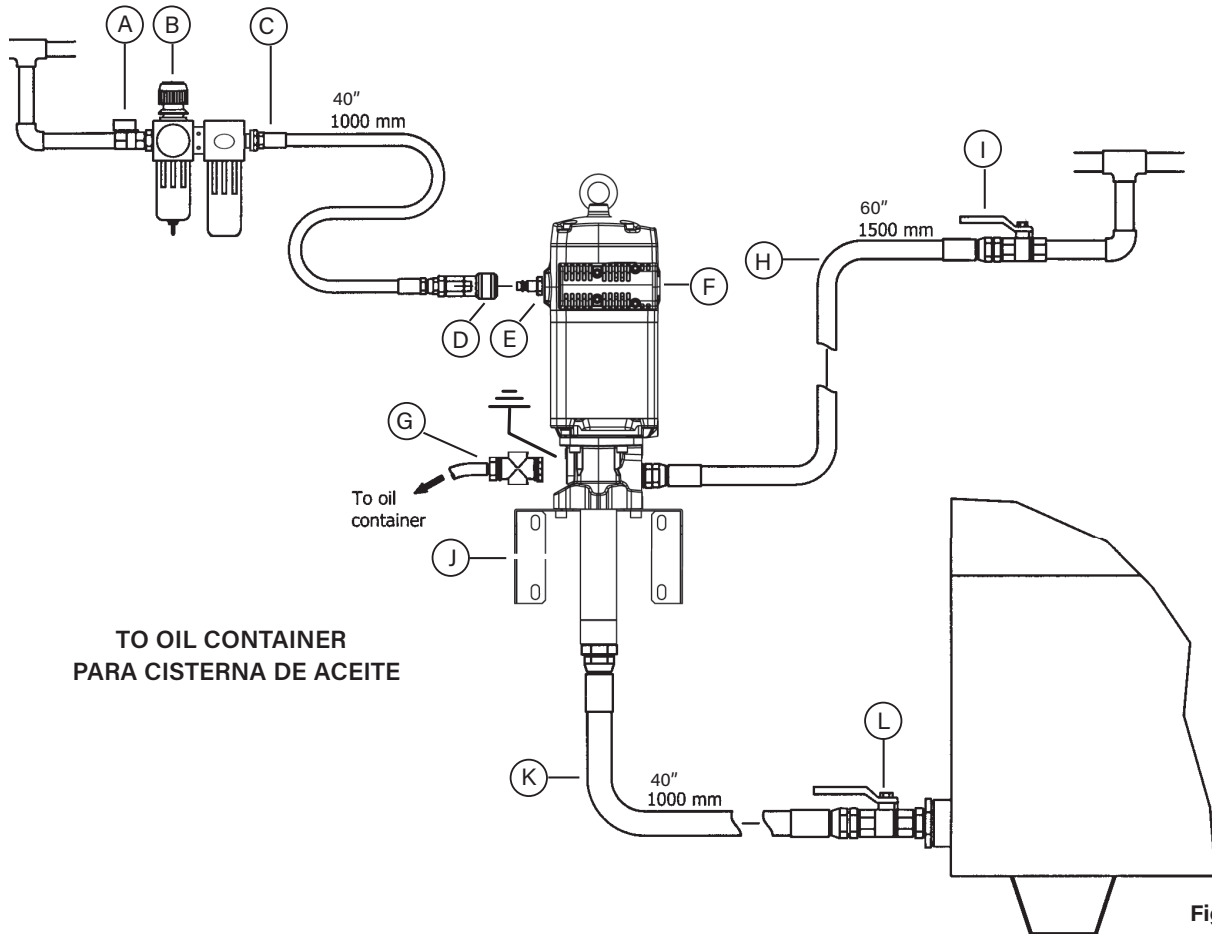 A
B
C
40"
1000 mm
I
60"
1500 mm
H
F
D
E
G
To oil
container
J
TO OIL CONTAINER
PARA CISTERNA DE ACEITE
L
K
40"
1000 mm